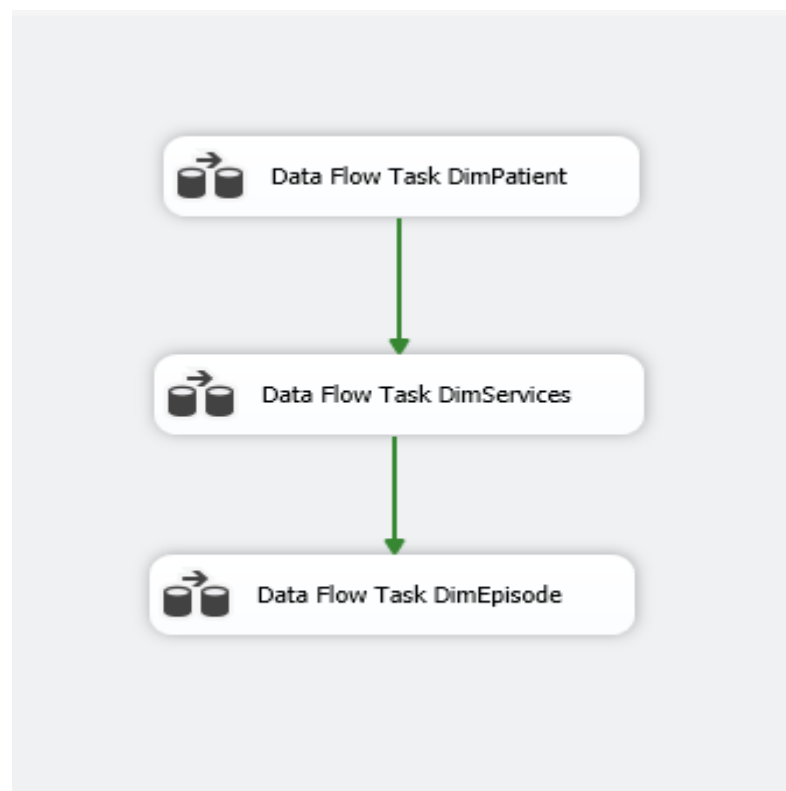 Data Flow Task DimPatient
Data Flow Task DimServices
Data Flow Task DimEpisode